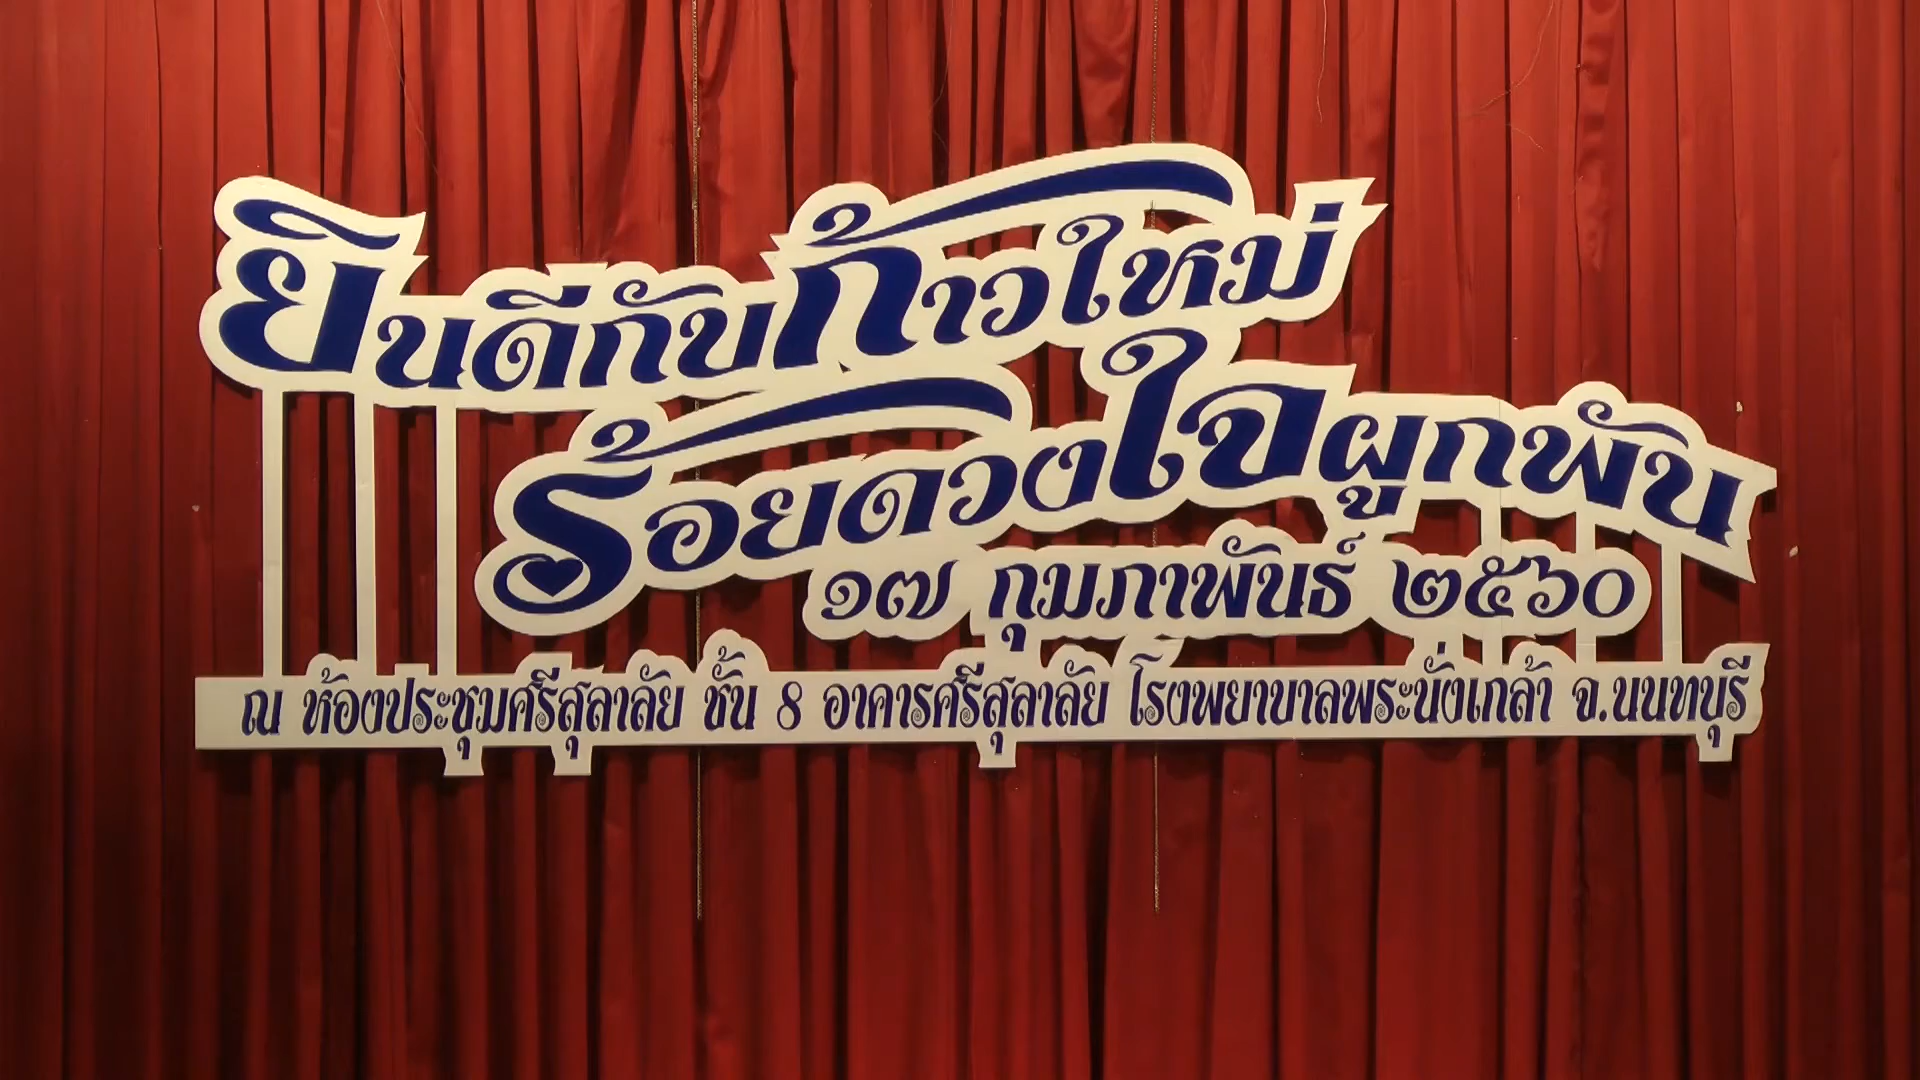 ยินดีกับก้าวใหม่
ร้อยดวงใจผูกพัน
๑๗ กุมภาพันธ์ ๒๕๖๐
ณ ห้องประชุมศรีสุลาลัย ชั้น 8 อาคารศรีสุลาลัย โรงพยาบาลพระนั่งเกล้า จ.นนทบุรี